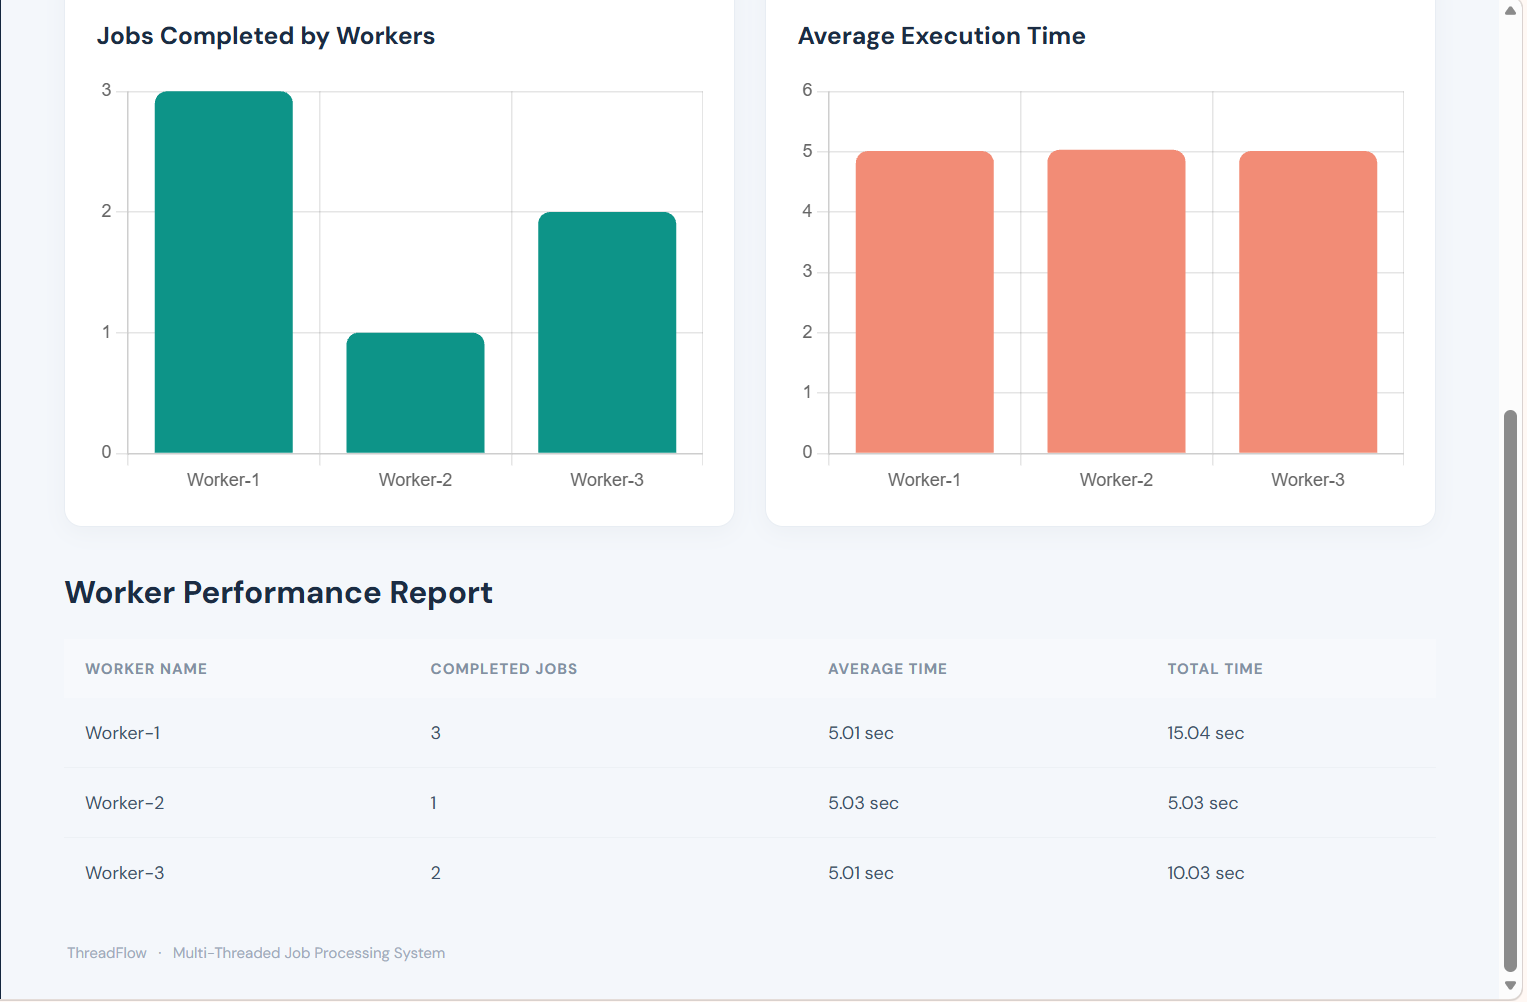 Jobs Completed by Workers
3
2
1
0
Worker-1 Worker-2 Worker-3
Average Execution Time
6
5
4
3
2
1
0
Worker-1 Worker-2 Worker-3
Worker Performance Report
WORKER NAME COMPLETED JOBS AVERAGE TIME TOTAL TIME
Worker-1 3 5.01 sec 15.04 sec
Worker-2 1 5.03 sec 5.03 sec
Worker-3 2 5.01 sec 10.03 sec
ThreadFlow · Multi-Threaded Job Processing System